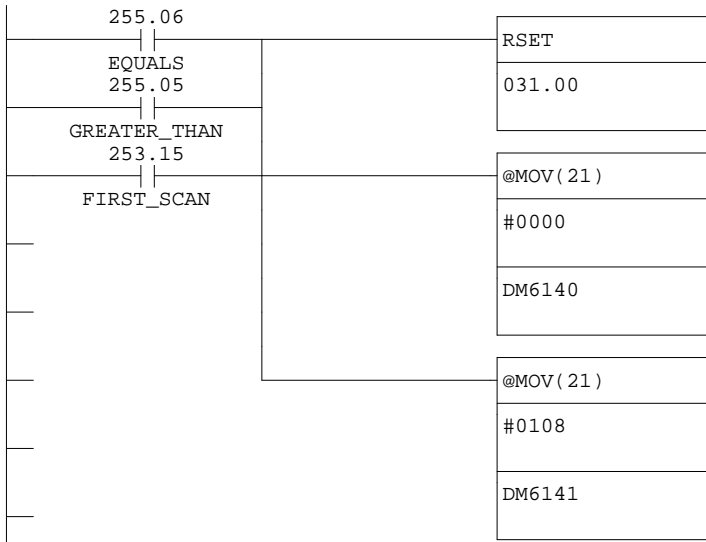 255.06
EQUALS
255.05
GREATER_THAN
253.15
FIRST_SCAN
RSET
031.00
@MOV(21)
#0000
DM6140
@MOV(21)
#0108
DM6141